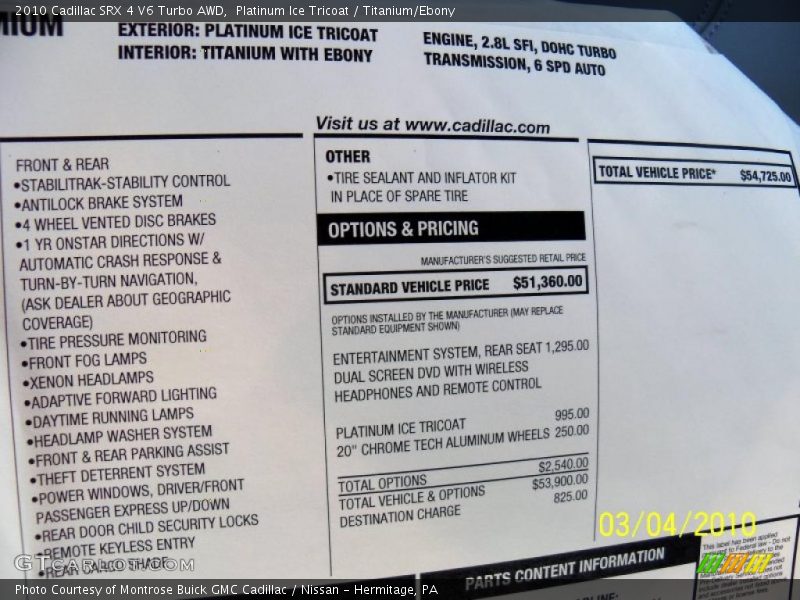 2010 Cadillac SRX 4 V6 Turbo AWD, Platinum Ice Tricoat / Titanium/Ebony
EXTERIOR: PLATINUM ICE TRICOAT
INTERIOR: TITANIUM WITH EBONY
ENGINE, 2.8L SFI, DOHC TURBO
TRANSMISSION, 6 SPD AUTO
Visit us at www.cadillac.com
FRONT & REAR
•STABILITRAK-STABILITY CONTROL
•ANTILOCK BRAKE SYSTEM
•4 WHEEL VENTED DISC BRAKES
•1 YR ONSTAR DIRECTIONS W/
AUTOMATIC CRASH RESPONSE &
TURN-BY-TURN NAVIGATION,
(ASK DEALER ABOUT GEOGRAPHIC
COVERAGE)
•TIRE PRESSURE MONITORING
•FRONT FOG LAMPS
•XENON HEADLAMPS
•ADAPTIVE FORWARD LIGHTING
•DAYTIME RUNNING LAMPS
•HEADLAMP WASHER SYSTEM
•FRONT & REAR PARKING ASSIST
•THEFT DETERRENT SYSTEM
•POWER WINDOWS, DRIVER/FRONT
PASSENGER EXPRESS UP/DOWN
•REAR DOOR CHILD SECURITY LOCKS
•REMOTE KEYLESS ENTRY
•REAR CARGO SHADE
OTHER
•TIRE SEALANT AND INFLATOR KIT
IN PLACE OF SPARE TIRE
OPTIONS & PRICING
MANUFACTURER'S SUGGESTED RETAIL PRICE
STANDARD VEHICLE PRICE $51,360.00
OPTIONS INSTALLED BY THE MANUFACTURER (MAY REPLACE
STANDARD EQUIPMENT SHOWN)
ENTERTAINMENT SYSTEM, REAR SEAT 1,295.00
DUAL SCREEN DVD WITH WIRELESS
HEADPHONES AND REMOTE CONTROL
PLATINUM ICE TRICOAT 995.00
20" CHROME TECH ALUMINUM WHEELS 250.00
TOTAL OPTIONS $2,540.00
TOTAL VEHICLE & OPTIONS $53,900.00
DESTINATION CHARGE 825.00
TOTAL VEHICLE PRICE* $54,725.00
03/04/2010
PARTS CONTENT INFORMATION
This label has been applied
GTCarLot.com
Photo Courtesy of Montrose Buick GMC Cadillac / Nissan - Hermitage, PA